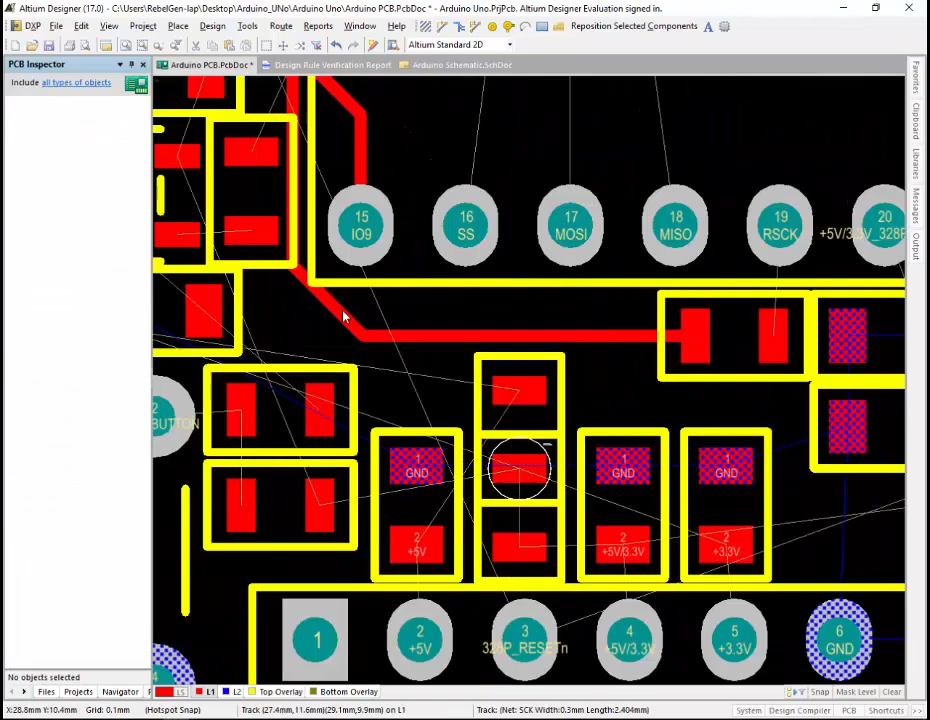 Altium Designer (17.0) - C:\Users\RebelGen-lap\Desktop\Arduino_UNo\Arduino Uno\Arduino PCB.PcbDoc * - Arduino Uno.PrjPcb. Altium Designer Evaluation signed in.
DXP File Edit View Project Place Design Tools Route Reports Window Help Reposition Selected Components A
Altium Standard 2D
PCB Inspector
Arduino PCB.PcbDoc * Design Rule Verification Report Arduino Schematic.SchDoc
Include all types of objects
Favorites
Clipboard
Libraries
Messages
Output
15 16 17 18 19 20
IO9 SS MOSI MISO RSCK +5V/3.3V_328P
2
BUTTON
1 1 1
GND GND GND
2 2 2
+5V +5V/3.3V +3.3V
1 2 3 4 5 6
+5V 328P_RESETn +5V/3.3V +3.3V GND
4
No objects selected
Files Projects Navigator P LS L1 L2 Top Overlay Bottom Overlay Snap Mask Level Clear
X:28.8mm Y:10.4mm Grid: 0.1mm (Hotspot Snap) Track (27.4mm,11.6mm)(29.1mm,9.9mm) on L1 Track: (Net: SCK Width:0.3mm Length:2.404mm) System Design Compiler PCB Shortcuts >>